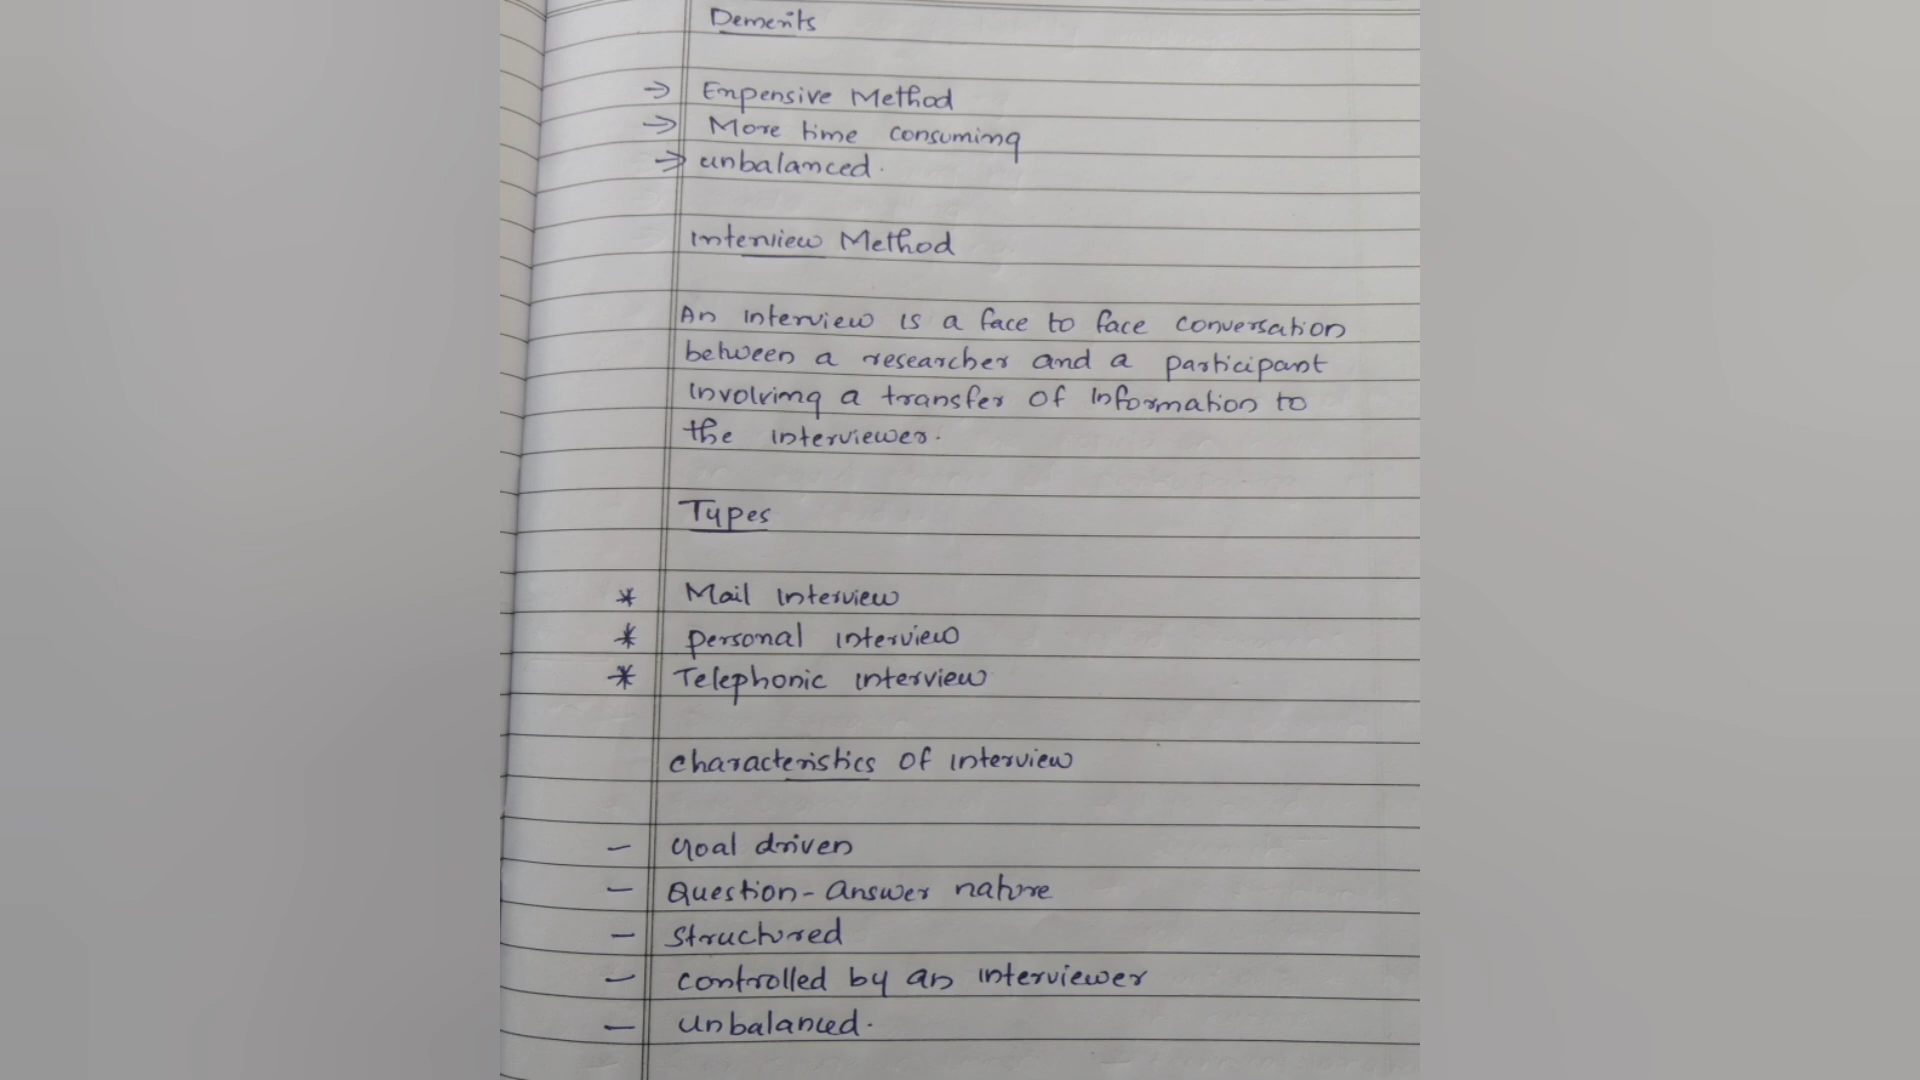 Demerits
→ Expensive Method
→ More time consuming
→ unbalanced.
Interview Method
An interview is a face to face conversation
between a researcher and a participant
involving a transfer of Information to
the interviewer.
Types
* Mail Interview
* personal interview
* Telephonic interview
characteristics of interview
- Goal driven
- Question-Answer nature
- structured
- controlled by an interviewer
- unbalanced.